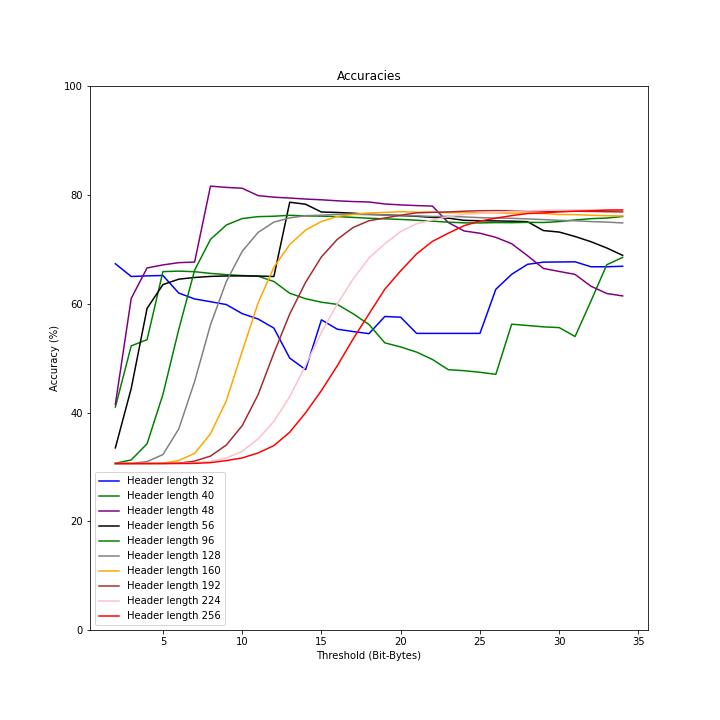 Accuracies
100
80
60
40
20
0
Accuracy (%)
Header length 32
Header length 40
Header length 48
Header length 56
Header length 96
Header length 128
Header length 160
Header length 192
Header length 224
Header length 256
5 10 15 20 25 30 35
Threshold (Bit-Bytes)